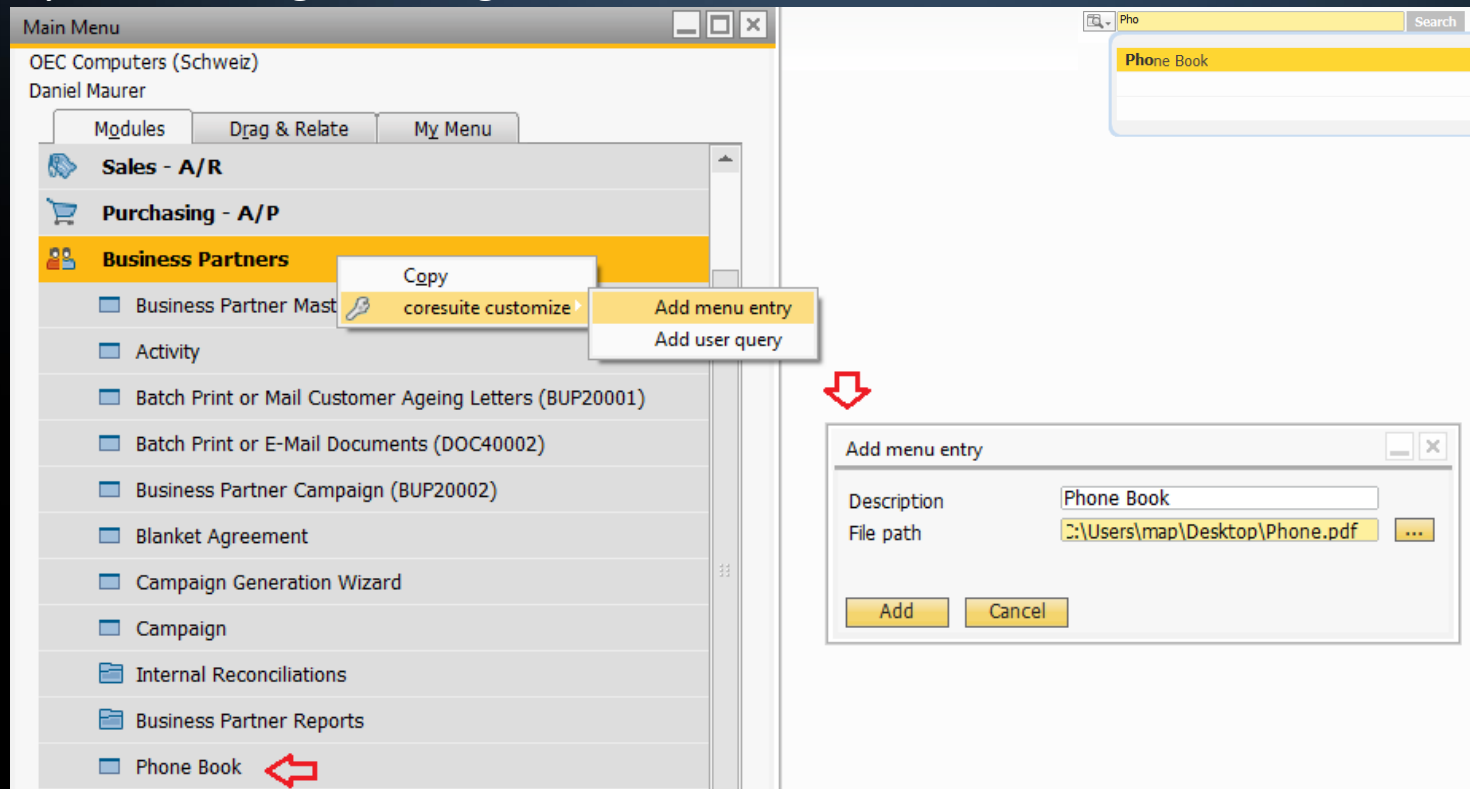 Main Menu
OEC Computers (Schweiz)
Daniel Maurer
Modules
Drag & Relate
My Menu
Sales - A/R
Purchasing - A/P
Business Partners
Copy
coresuite customize
Add menu entry
Add user query
Business Partner Mast
Activity
Batch Print or Mail Customer Ageing Letters (BUP20001)
Batch Print or E-Mail Documents (DOC40002)
Business Partner Campaign (BUP20002)
Blanket Agreement
Campaign Generation Wizard
Campaign
Internal Reconciliations
Business Partner Reports
Phone Book
Pho
Search
Phone Book
Add menu entry
Description
Phone Book
File path
C:\Users\map\Desktop\Phone.pdf
...
Add
Cancel